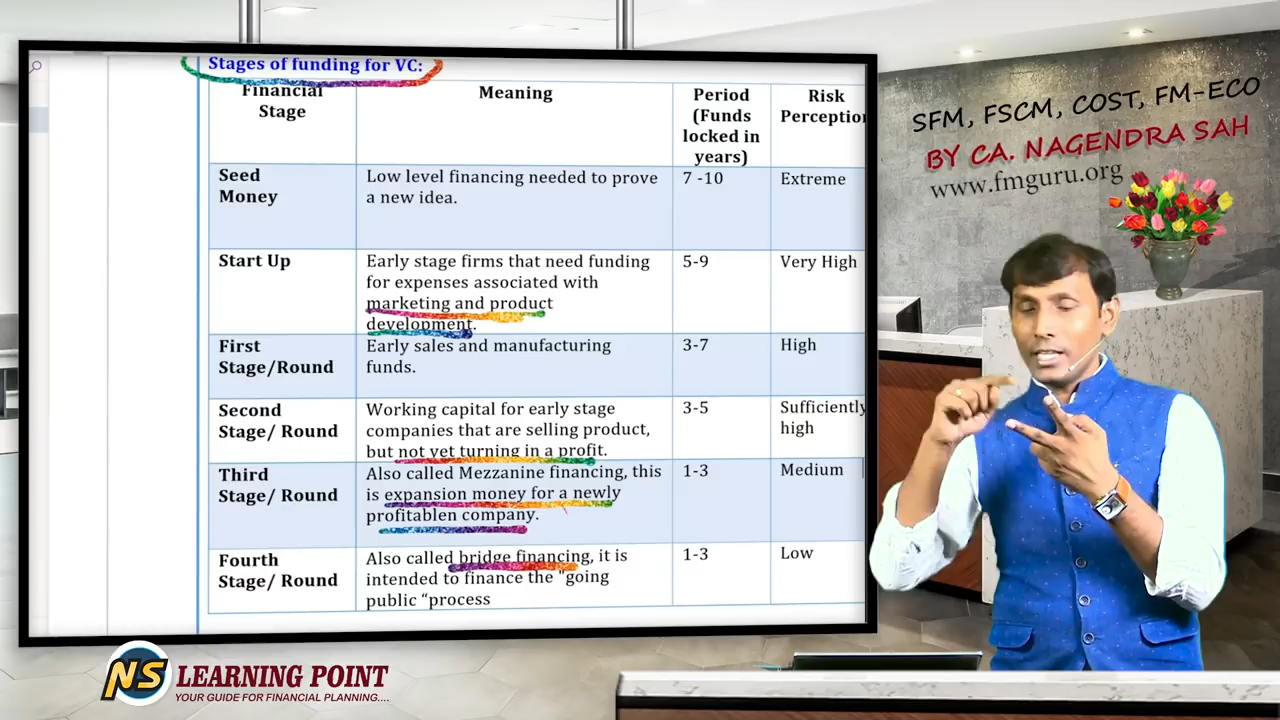 Stages of funding for VC:
Financial
Stage
Meaning
Period
(Funds
locked in
years)
Risk
Perception
Seed
Money
Low level financing needed to prove
a new idea.
7 -10
Extreme
Start Up
Early stage firms that need funding
for expenses associated with
marketing and product
development.
5-9
Very High
First
Stage/Round
Early sales and manufacturing
funds.
3-7
High
Second
Stage/ Round
Working capital for early stage
companies that are selling product,
but not yet turning in a profit.
3-5
Sufficiently
high
Third
Stage/ Round
Also called Mezzanine financing, this
is expansion money for a newly
profitablen company.
1-3
Medium
Fourth
Stage/ Round
Also called bridge financing, it is
intended to finance the "going
public “process
1-3
Low
SFM, FSCM, COST, FM-ECO
BY CA. NAGENDRA SAH
www.fmguru.org
NS LEARNING POINT
YOUR GUIDE FOR FINANCIAL PLANNING....